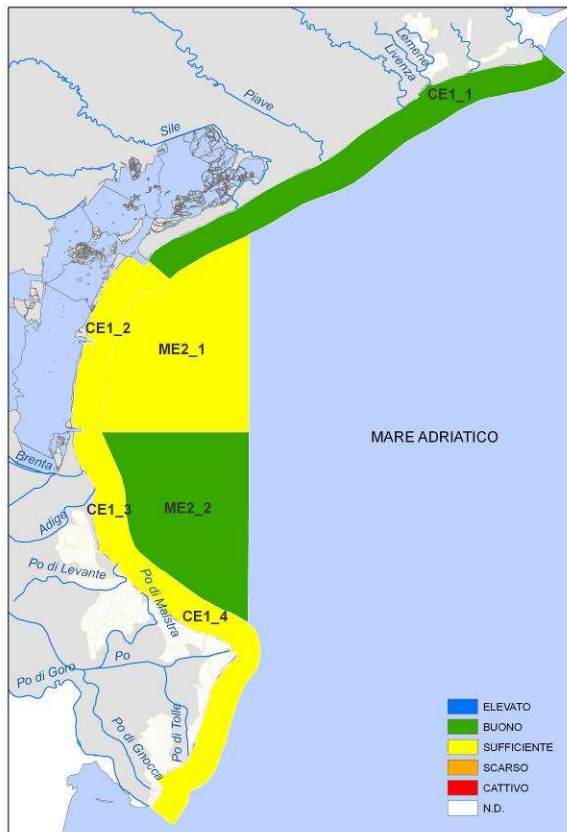 Lemene
Livenza
CE1_1
Piave
Sile
CE1_2
ME2_1
MARE ADRIATICO
Brenta
CE1_3
ME2_2
Adige
Po di Levante
Po di Maistra
CE1_4
Po
Po di Goro
Po di Tolle
Po di Gnocca
ELEVATO
BUONO
SUFFICIENTE
SCARSO
CATTIVO
N.D.